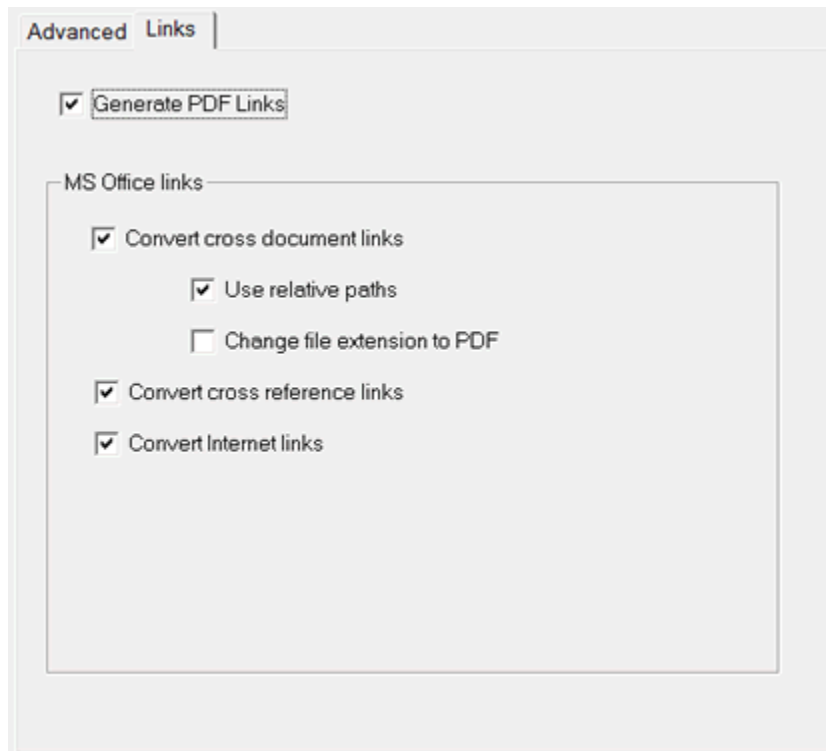 Advanced Links
Generate PDF Links
MS Office links
Convert cross document links
Use relative paths
Change file extension to PDF
Convert cross reference links
Convert Internet links